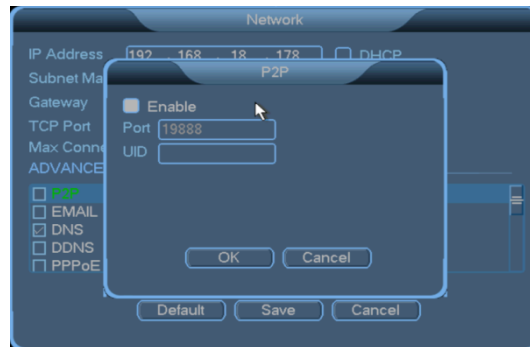 Network
IP Address 192 . 168 . 18 . 178 DHCP
Subnet Ma
Gateway
TCP Port
Max Conne
ADVANCE
P2P
EMAIL
DNS
DDNS
PPPoE
P2P
Enable
Port 19888
UID
OK Cancel
Default Save Cancel